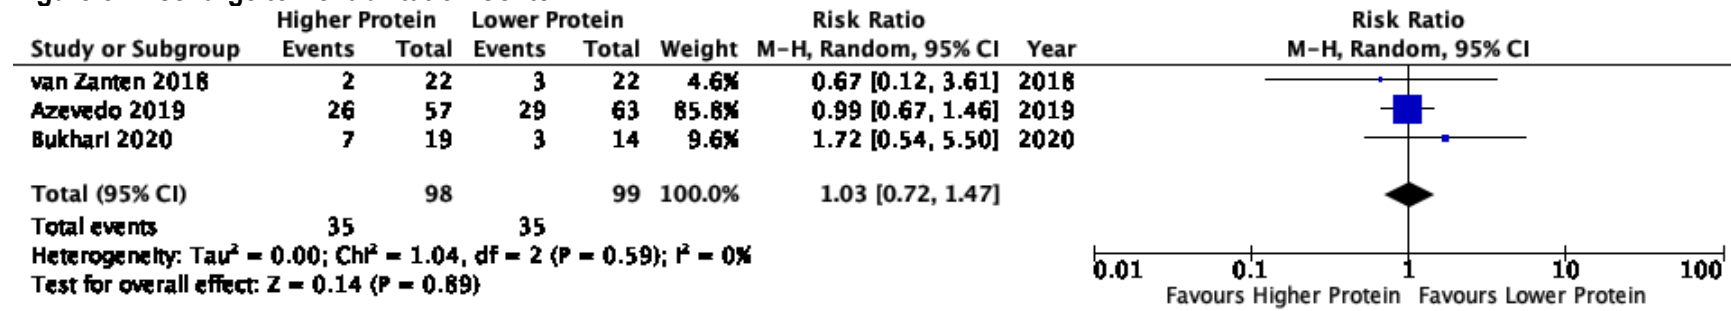 Higher Protein Lower Protein Risk Ratio Risk Ratio
Study or Subgroup Events Total Events Total Weight M-H, Random, 95% CI Year M-H, Random, 95% CI
van Zanten 2018 2 22 3 22 4.6% 0.67 [0.12, 3.61] 2018
Azevedo 2019 26 57 29 63 85.8% 0.99 [0.67, 1.46] 2019
Bukhari 2020 7 19 3 14 9.6% 1.72 [0.54, 5.50] 2020
Total (95% CI) 98 99 100.0% 1.03 [0.72, 1.47]
Total events 35 35
Heterogeneity: Tau² = 0.00; Chi² = 1.04, df = 2 (P = 0.59); I² = 0%
Test for overall effect: Z = 0.14 (P = 0.89)
0.01 0.1 1 10 100
Favours Higher Protein Favours Lower Protein